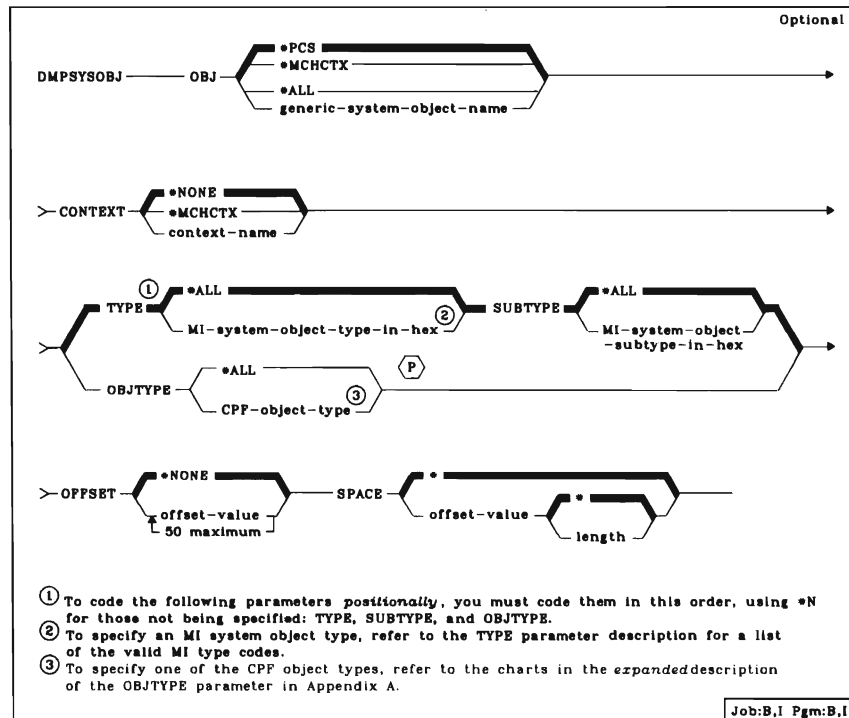 Optional
*PCS
*MCHCTX
DMPSYSOBJ OBJ
*ALL
generic-system-object-name
*NONE
CONTEXT *MCHCTX
context-name
TYPE ① *ALL SUBTYPE *ALL
MI-system-object-type-in-hex ② MI-system-object
-subtype-in-hex
*ALL P
OBJTYPE
CPF-object-type ③
*NONE *
OFFSET SPACE
offset-value offset-value *
50 maximum length
① To code the following parameters positionally, you must code them in this order, using *N
for those not being specified: TYPE, SUBTYPE, and OBJTYPE.
② To specify an MI system object type, refer to the TYPE parameter description for a list
of the valid MI type codes.
③ To specify one of the CPF object types, refer to the charts in the expanded description
of the OBJTYPE parameter in Appendix A.
Job:B,I Pgm:B,I